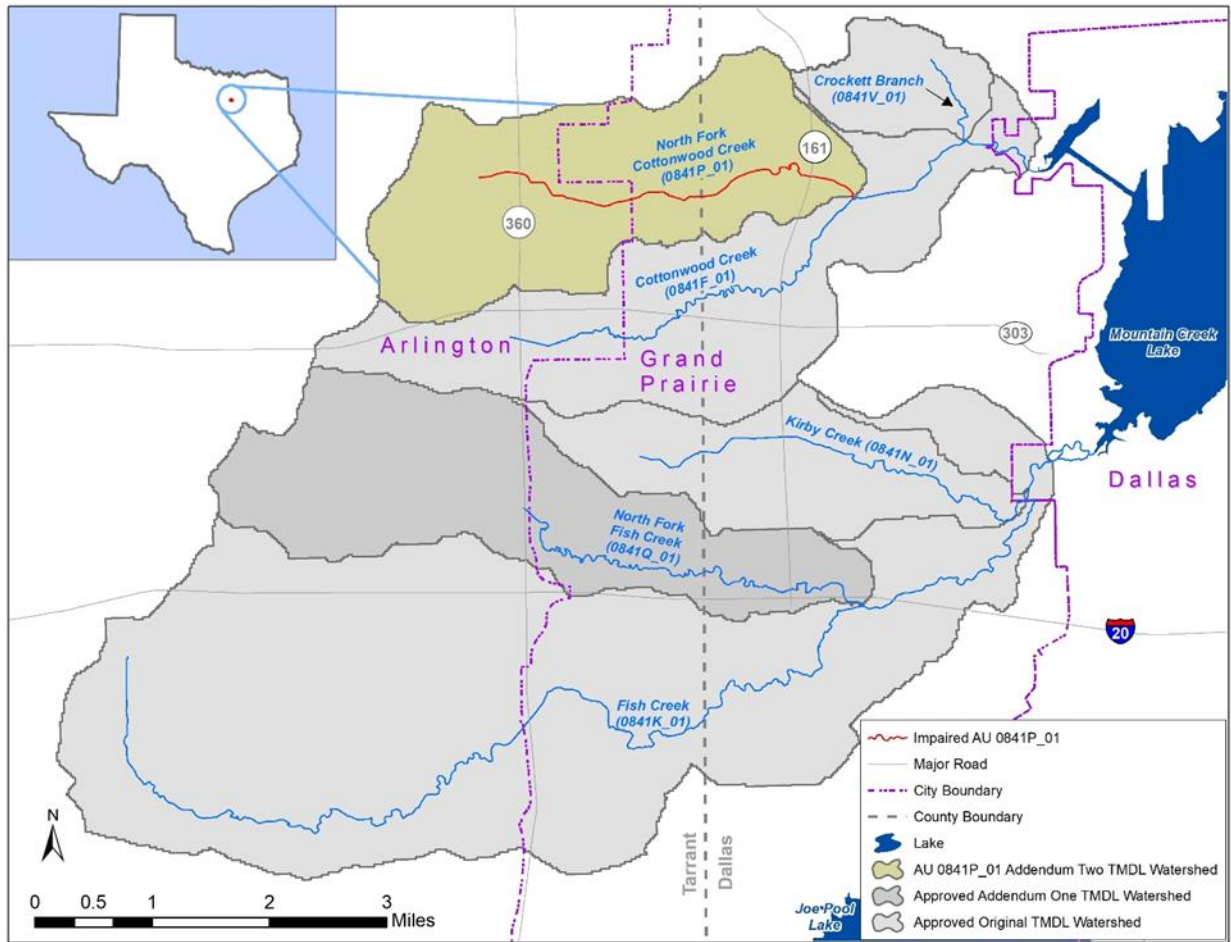 Crockett Branch
(0841V_01)
North Fork
Cottonwood Creek
(0841P_01)
161
360
Cottonwood Creek
(0841F_01)
Arlington
Grand
Prairie
303
Mountain Creek
Lake
Kirby Creek (0841N_01)
Dallas
North Fork
Fish Creek
(0841Q_01)
20
Fish Creek
(0841K_01)
Tarrant
Dallas
Joe Pool
Lake
N
0 0.5 1 2 3
Miles
Impaired AU 0841P_01
Major Road
City Boundary
County Boundary
Lake
AU 0841P_01 Addendum Two TMDL Watershed
Approved Addendum One TMDL Watershed
Approved Original TMDL Watershed